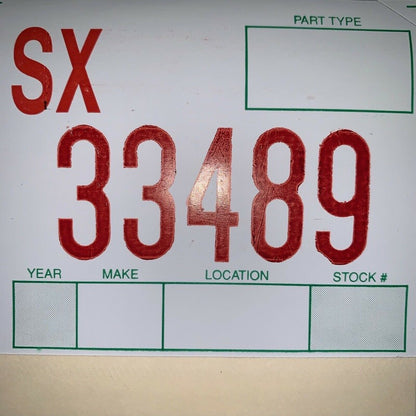 SX
PART TYPE
33489
YEAR MAKE LOCATION STOCK #